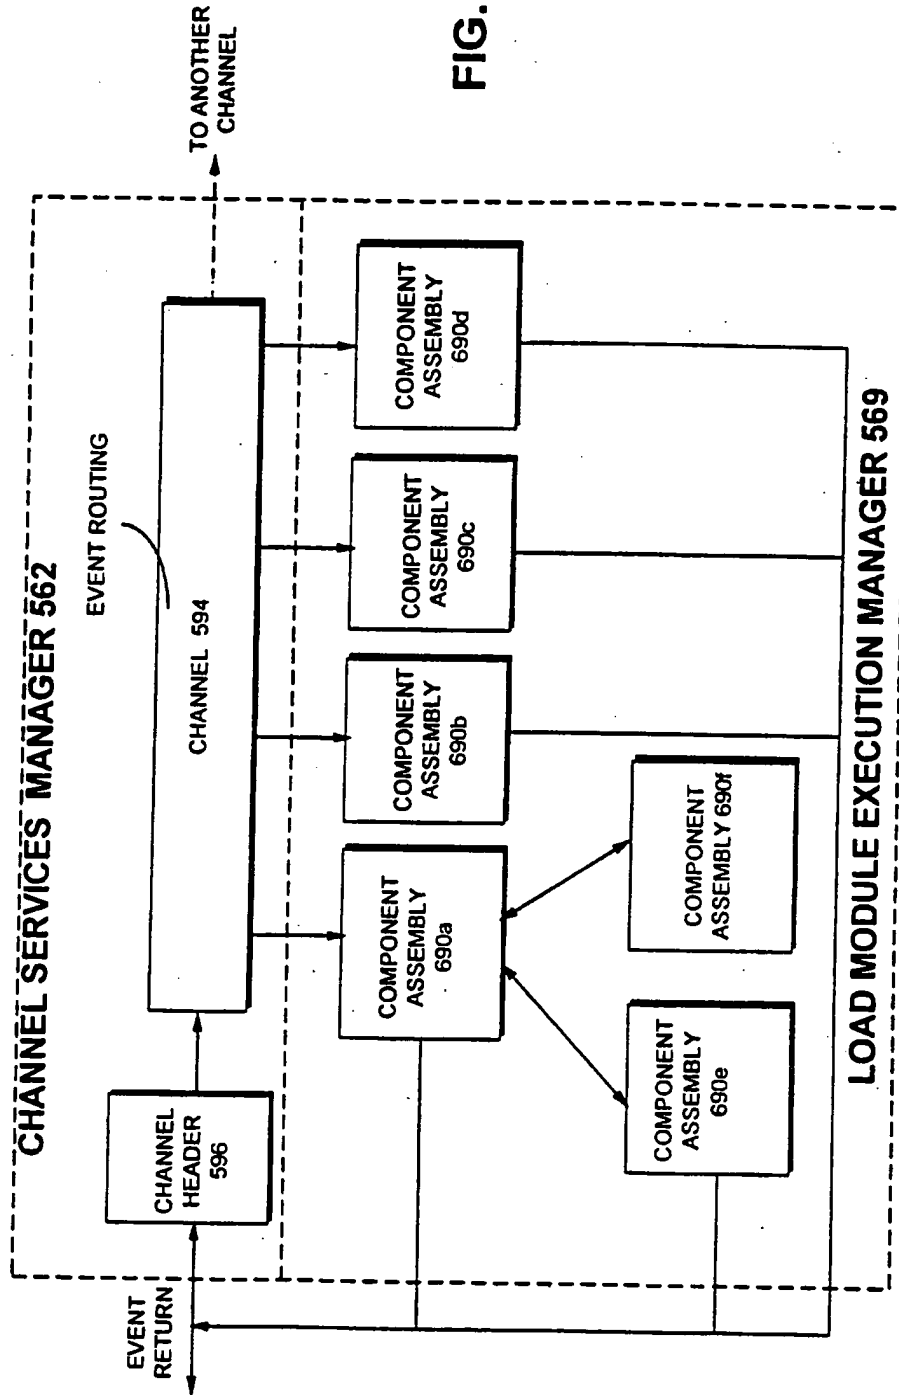 CHANNEL SERVICES MANAGER 562
EVENT ROUTING
TO ANOTHER
CHANNEL
FIG.
EVENT
RETURN
CHANNEL
HEADER
596
CHANNEL 594
COMPONENT
ASSEMBLY
690a
COMPONENT
ASSEMBLY
690b
COMPONENT
ASSEMBLY
690c
COMPONENT
ASSEMBLY
690d
COMPONENT
ASSEMBLY
690e
COMPONENT
ASSEMBLY 690f
LOAD MODULE EXECUTION MANAGER 569